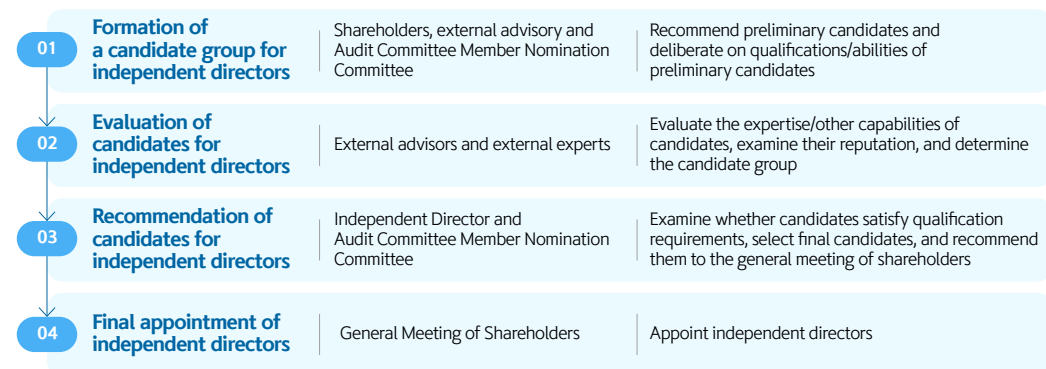 01
Formation of
a candidate group for
independent directors
Shareholders, external advisory and
Audit Committee Member Nomination
Committee
Recommend preliminary candidates and
deliberate on qualifications/abilities of
preliminary candidates
02
Evaluation of
candidates for
independent directors
External advisors and external experts
Evaluate the expertise/other capabilities of
candidates, examine their reputation, and determine
the candidate group
03
Recommendation of
candidates for
independent directors
Independent Director and
Audit Committee Member Nomination
Committee
Examine whether candidates satisfy qualification
requirements, select final candidates, and recommend
them to the general meeting of shareholders
04
Final appointment of
independent directors
General Meeting of Shareholders
Appoint independent directors